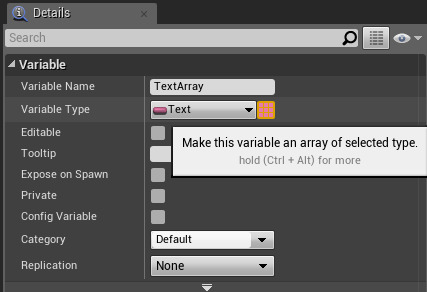 Details
Search
Variable
Variable Name TextArray
Variable Type Text
Editable
Make this variable an array of selected type.
Tooltip
hold (Ctrl + Alt) for more
Expose on Spawn
Private
Config Variable
Category Default
Replication None